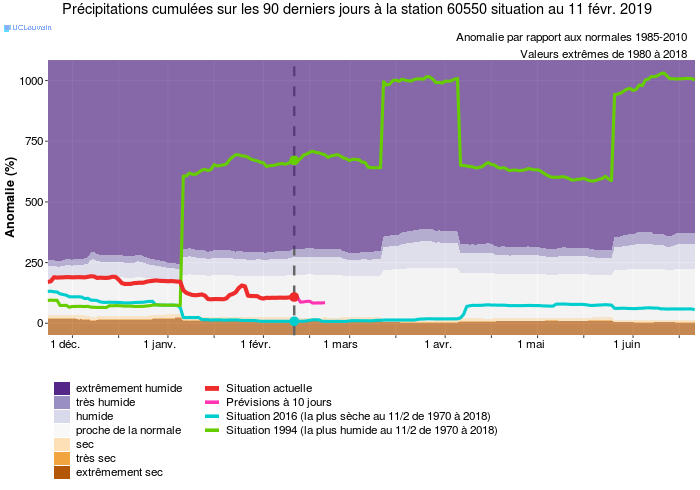 Précipitations cumulées sur les 90 derniers jours à la station 60550 situation au 11 févr. 2019
UCLouvain
Anomalie par rapport aux normales 1985-2010
Valeurs extrêmes de 1980 à 2018
Anomalie (%)
1000
750
500
250
0
1 déc. 1 janv. 1 févr. 1 mars 1 avr. 1 mai 1 juin
extrêmement humide
très humide
humide
proche de la normale
sec
très sec
extrêmement sec
Situation actuelle
Prévisions à 10 jours
Situation 2016 (la plus sèche au 11/2 de 1970 à 2018)
Situation 1994 (la plus humide au 11/2 de 1970 à 2018)